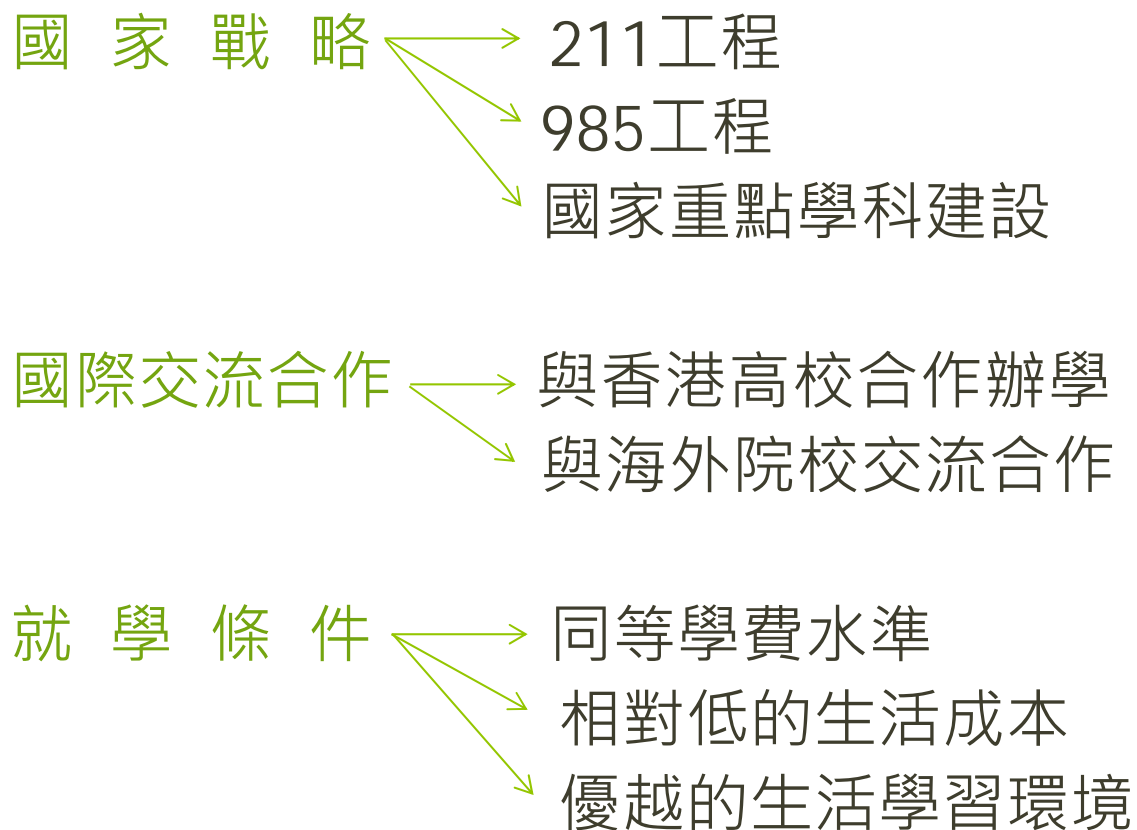 國家戰略 211工程
985工程
國家重點學科建設
國際交流合作 與香港高校合作辦學
與海外院校交流合作
就學條件 同等學費水準
相對低的生活成本
優越的生活學習環境